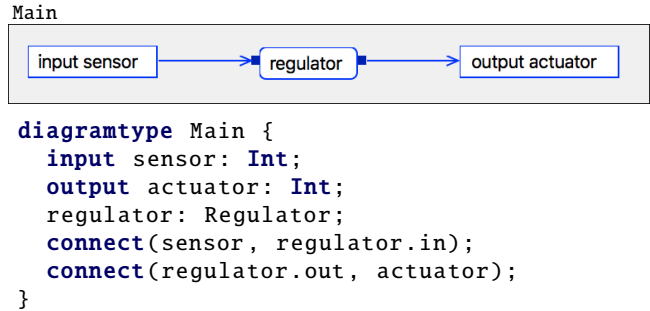 Main
input sensor regulator output actuator
diagramtype Main {
  input sensor: Int;
  output actuator: Int;
  regulator: Regulator;
  connect(sensor, regulator.in);
  connect(regulator.out, actuator);
}